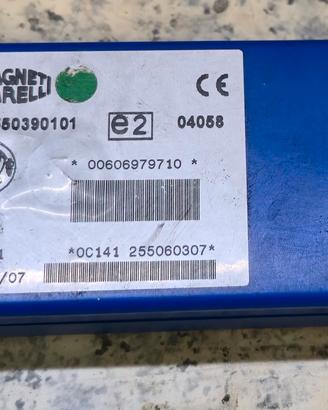 AGNETI
ARELLI
CE
50390101
e2
04058
* 00606979710 *
*0C141 255060307*
/07